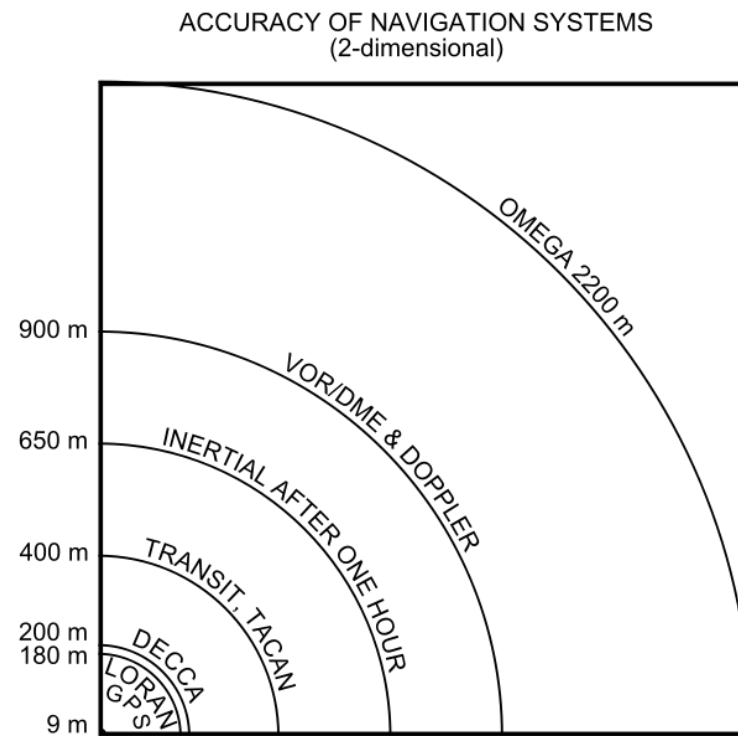 ACCURACY OF NAVIGATION SYSTEMS
(2-dimensional)
OMEGA 2200 m
900 m
VOR/DME & DOPPLER
650 m
INERTIAL AFTER ONE HOUR
400 m
TRANSIT, TACAN
200 m
DECCA
180 m
LORAN
GPS
9 m